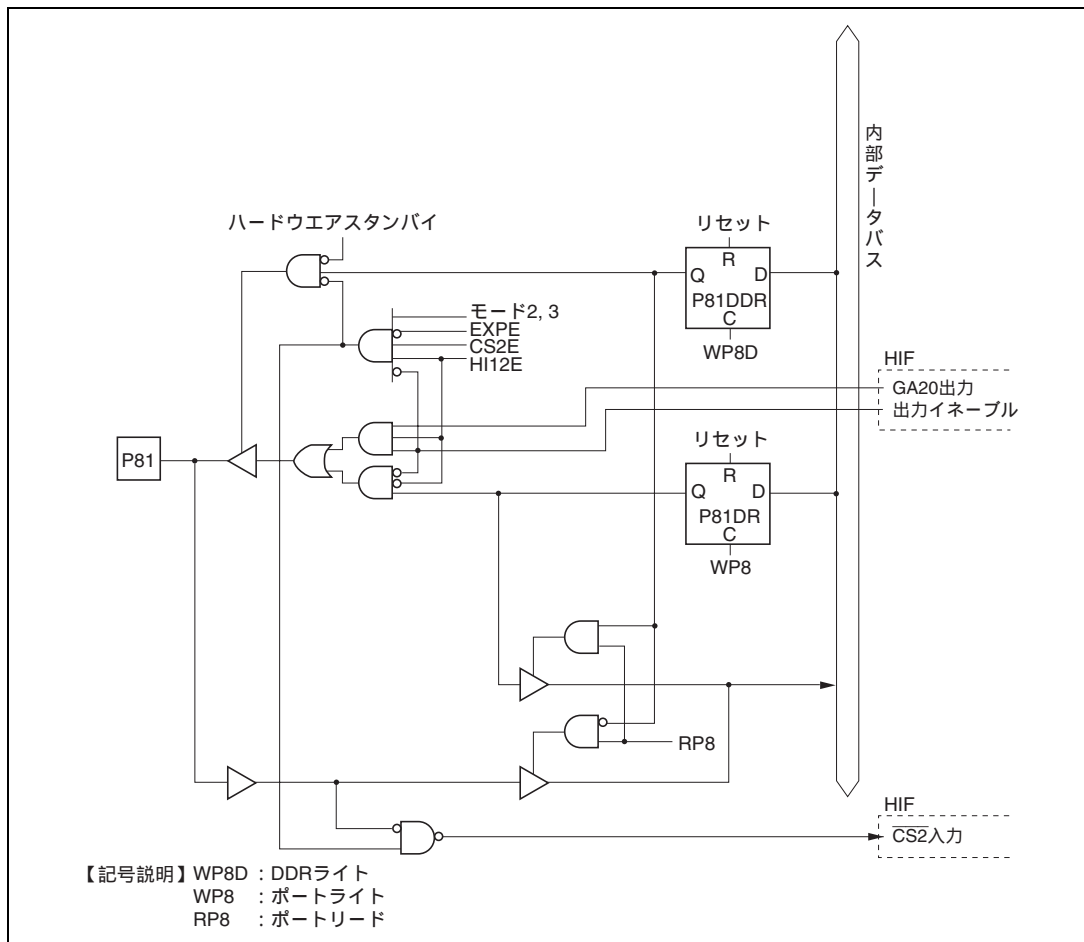 内部データバス
ハードウエアスタンバイ
リセット
R
Q
D
P81DDR
C
WP8D
モード2, 3
EXPE
CS2E
HI12E
HIF
GA20出力
出力イネーブル
リセット
R
Q
D
P81DR
C
WP8
P81
RP8
HIF
CS2入力
【記号説明】 WP8D : DDRライト
WP8 : ポートライト
RP8 : ポートリード